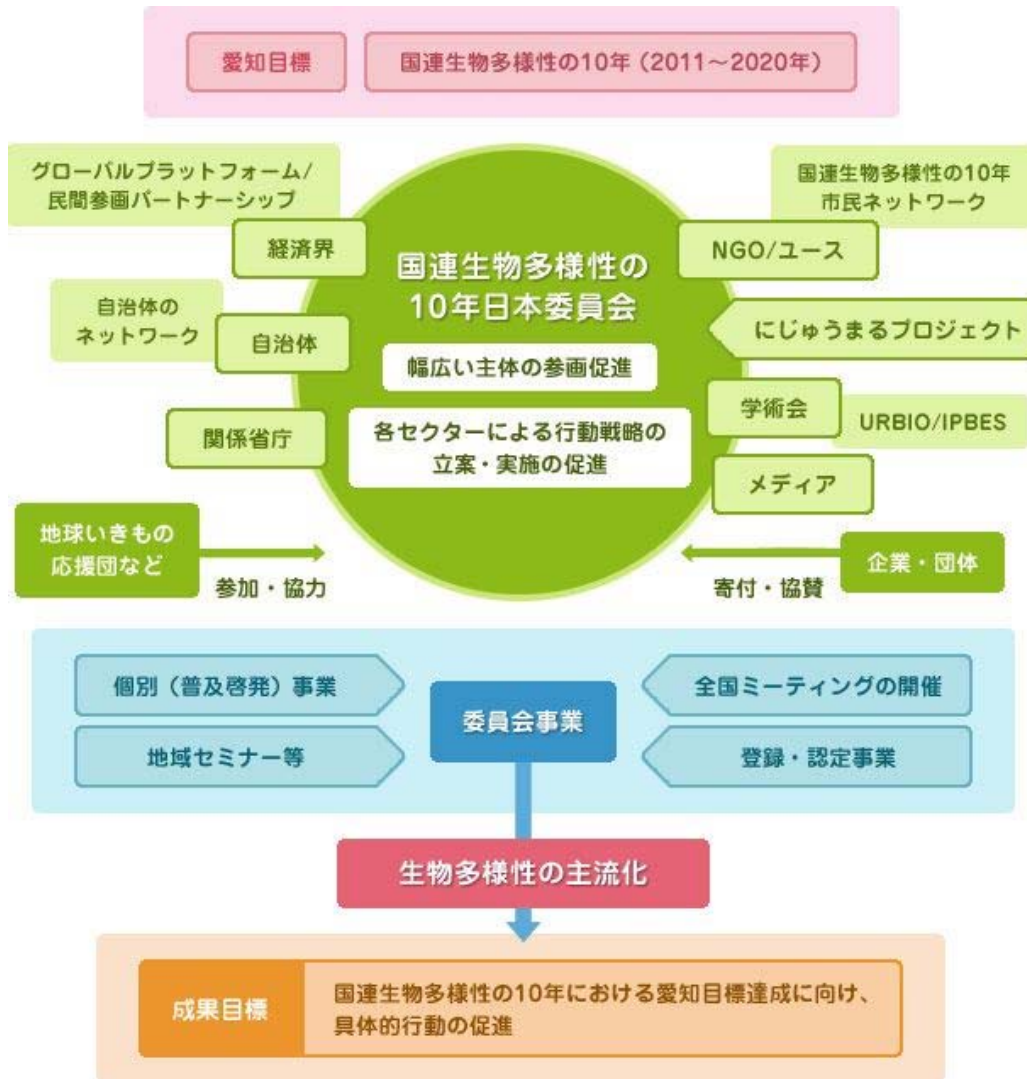 愛知目標
国連生物多様性の10年（2011～2020年）
グローバルプラットフォーム/
民間参画パートナーシップ
経済界
自治体の
ネットワーク
自治体
関係省庁
国連生物多様性の
10年日本委員会
幅広い主体の参画促進
各セクターによる行動戦略の
立案・実施の促進
国連生物多様性の10年
市民ネットワーク
NGO/ユース
にじゅうまるプロジェクト
学術会
URBIO/IPBES
メディア
地球いきもの
応援団など
参加・協力
寄付・協賛
企業・団体
個別（普及啓発）事業
地域セミナー等
委員会事業
全国ミーティングの開催
登録・認定事業
生物多様性の主流化
成果目標
国連生物多様性の10年における愛知目標達成に向け、
具体的行動の促進